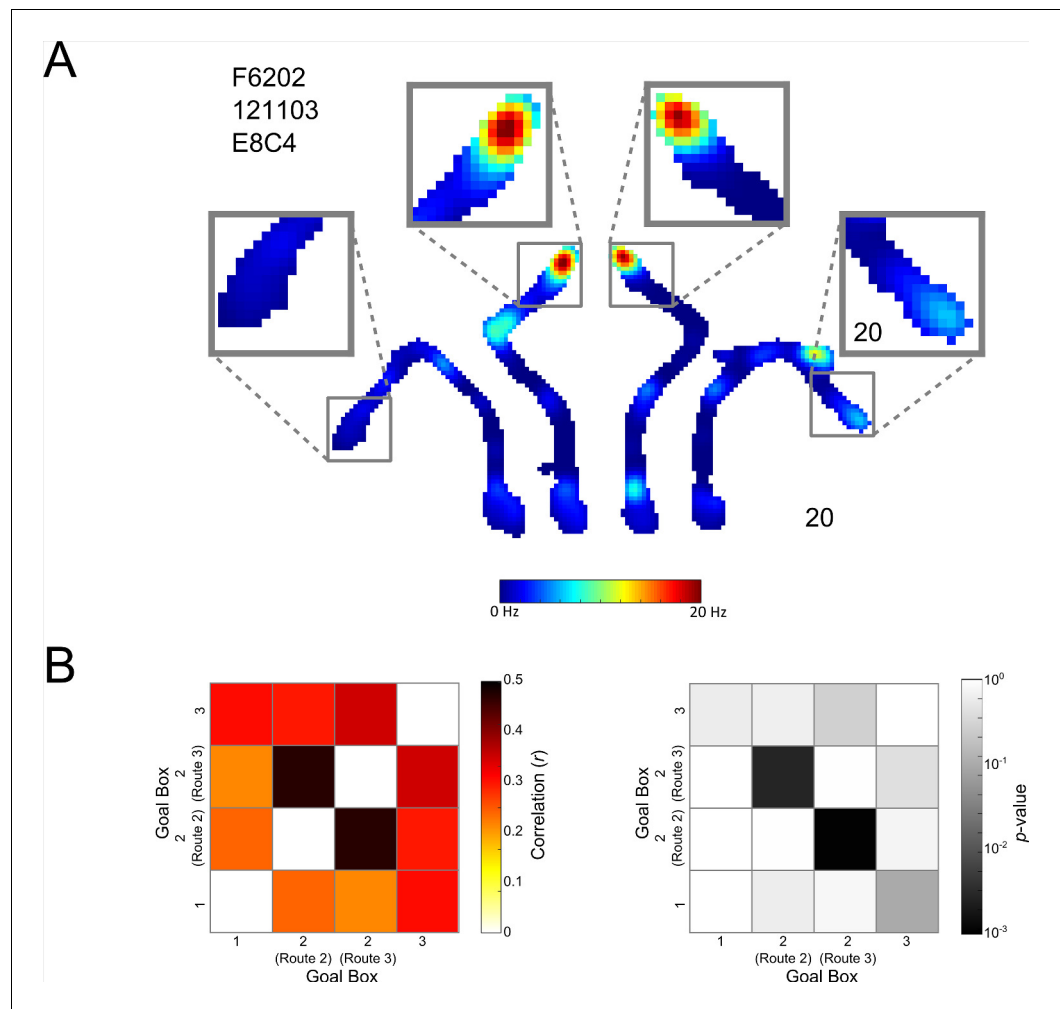 A
F6202
121103
E8C4
20
20
0 Hz
20 Hz
B
3
2
(Route 3)
2
(Route 2)
1
Goal Box
1
2
2
3
(Route 2)
(Route 3)
Goal Box
0.5
0.4
0.3
0.2
0.1
0
Correlation (r)
3
2
(Route 3)
2
(Route 2)
1
Goal Box
1
2
2
3
(Route 2)
(Route 3)
Goal Box
10⁰
10⁻¹
10⁻²
10⁻³
p-value